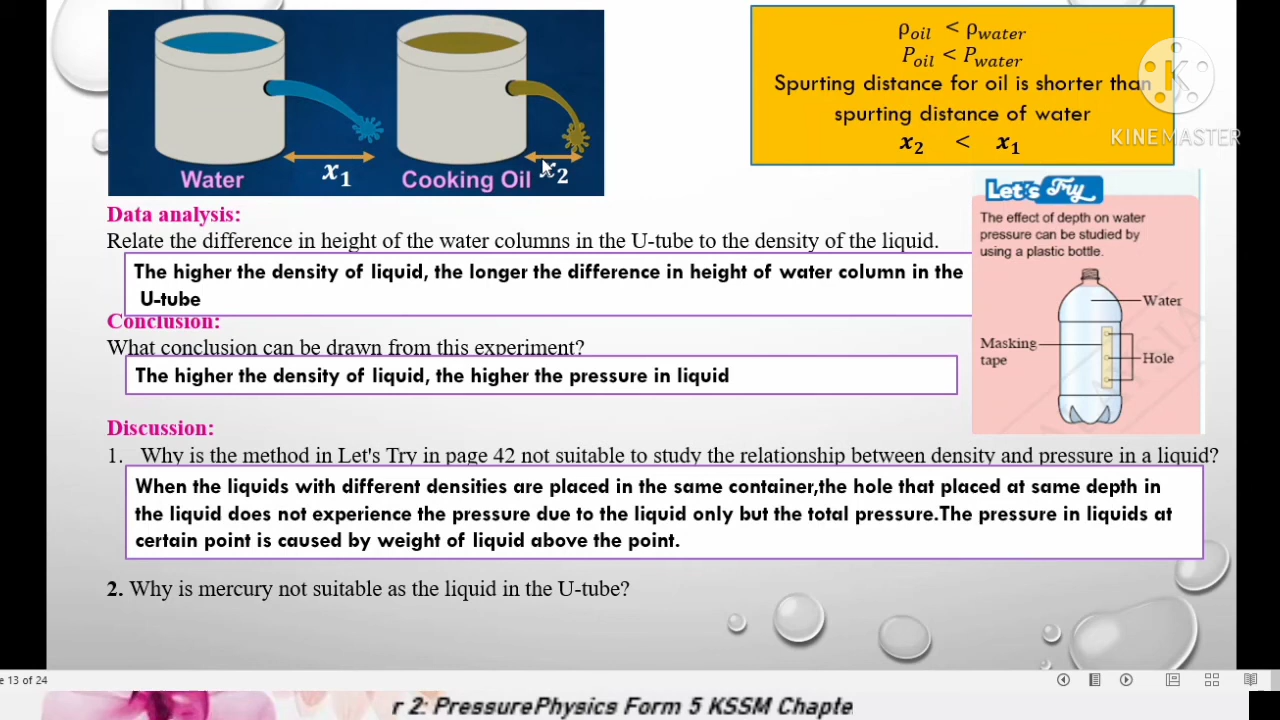 ρoil < ρwater
Poil < Pwater
Spurting distance for oil is shorter than
spurting distance of water
x2 < x1
KINEMASTER
x1
x2
Water
Cooking Oil
Let's Try
The effect of depth on water
pressure can be studied by
using a plastic bottle.
Water
Masking
tape
Hole
Data analysis:
Relate the difference in height of the water columns in the U-tube to the density of the liquid.
The higher the density of liquid, the longer the difference in height of water column in the
U-tube
Conclusion:
What conclusion can be drawn from this experiment?
The higher the density of liquid, the higher the pressure in liquid
Discussion:
1. Why is the method in Let's Try in page 42 not suitable to study the relationship between density and pressure in a liquid?
When the liquids with different densities are placed in the same container,the hole that placed at same depth in
the liquid does not experience the pressure due to the liquid only but the total pressure.The pressure in liquids at
certain point is caused by weight of liquid above the point.
2. Why is mercury not suitable as the liquid in the U-tube?
e 13 of 24
r 2: PressurePhysics Form 5 KSSM Chapte